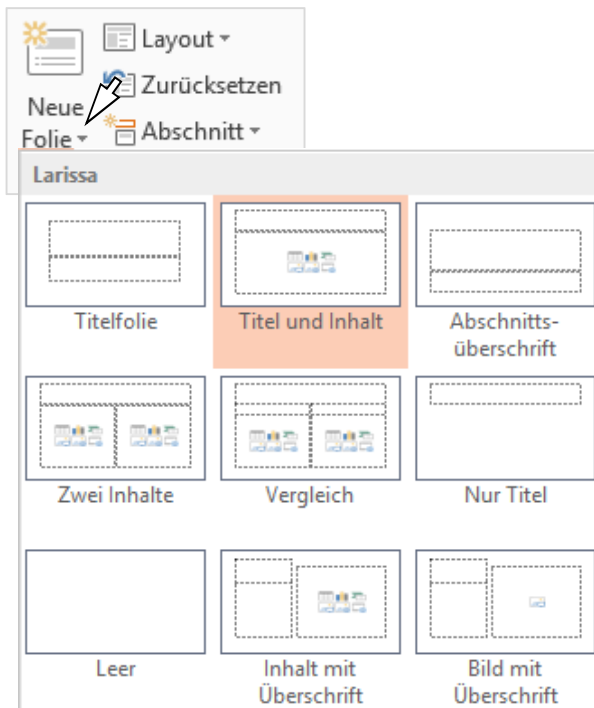 Neue
Folie
Layout
Zurücksetzen
Abschnitt
Larissa
Titelfolie
Titel und Inhalt
Abschnitts-
überschrift
Zwei Inhalte
Vergleich
Nur Titel
Leer
Inhalt mit
Überschrift
Bild mit
Überschrift